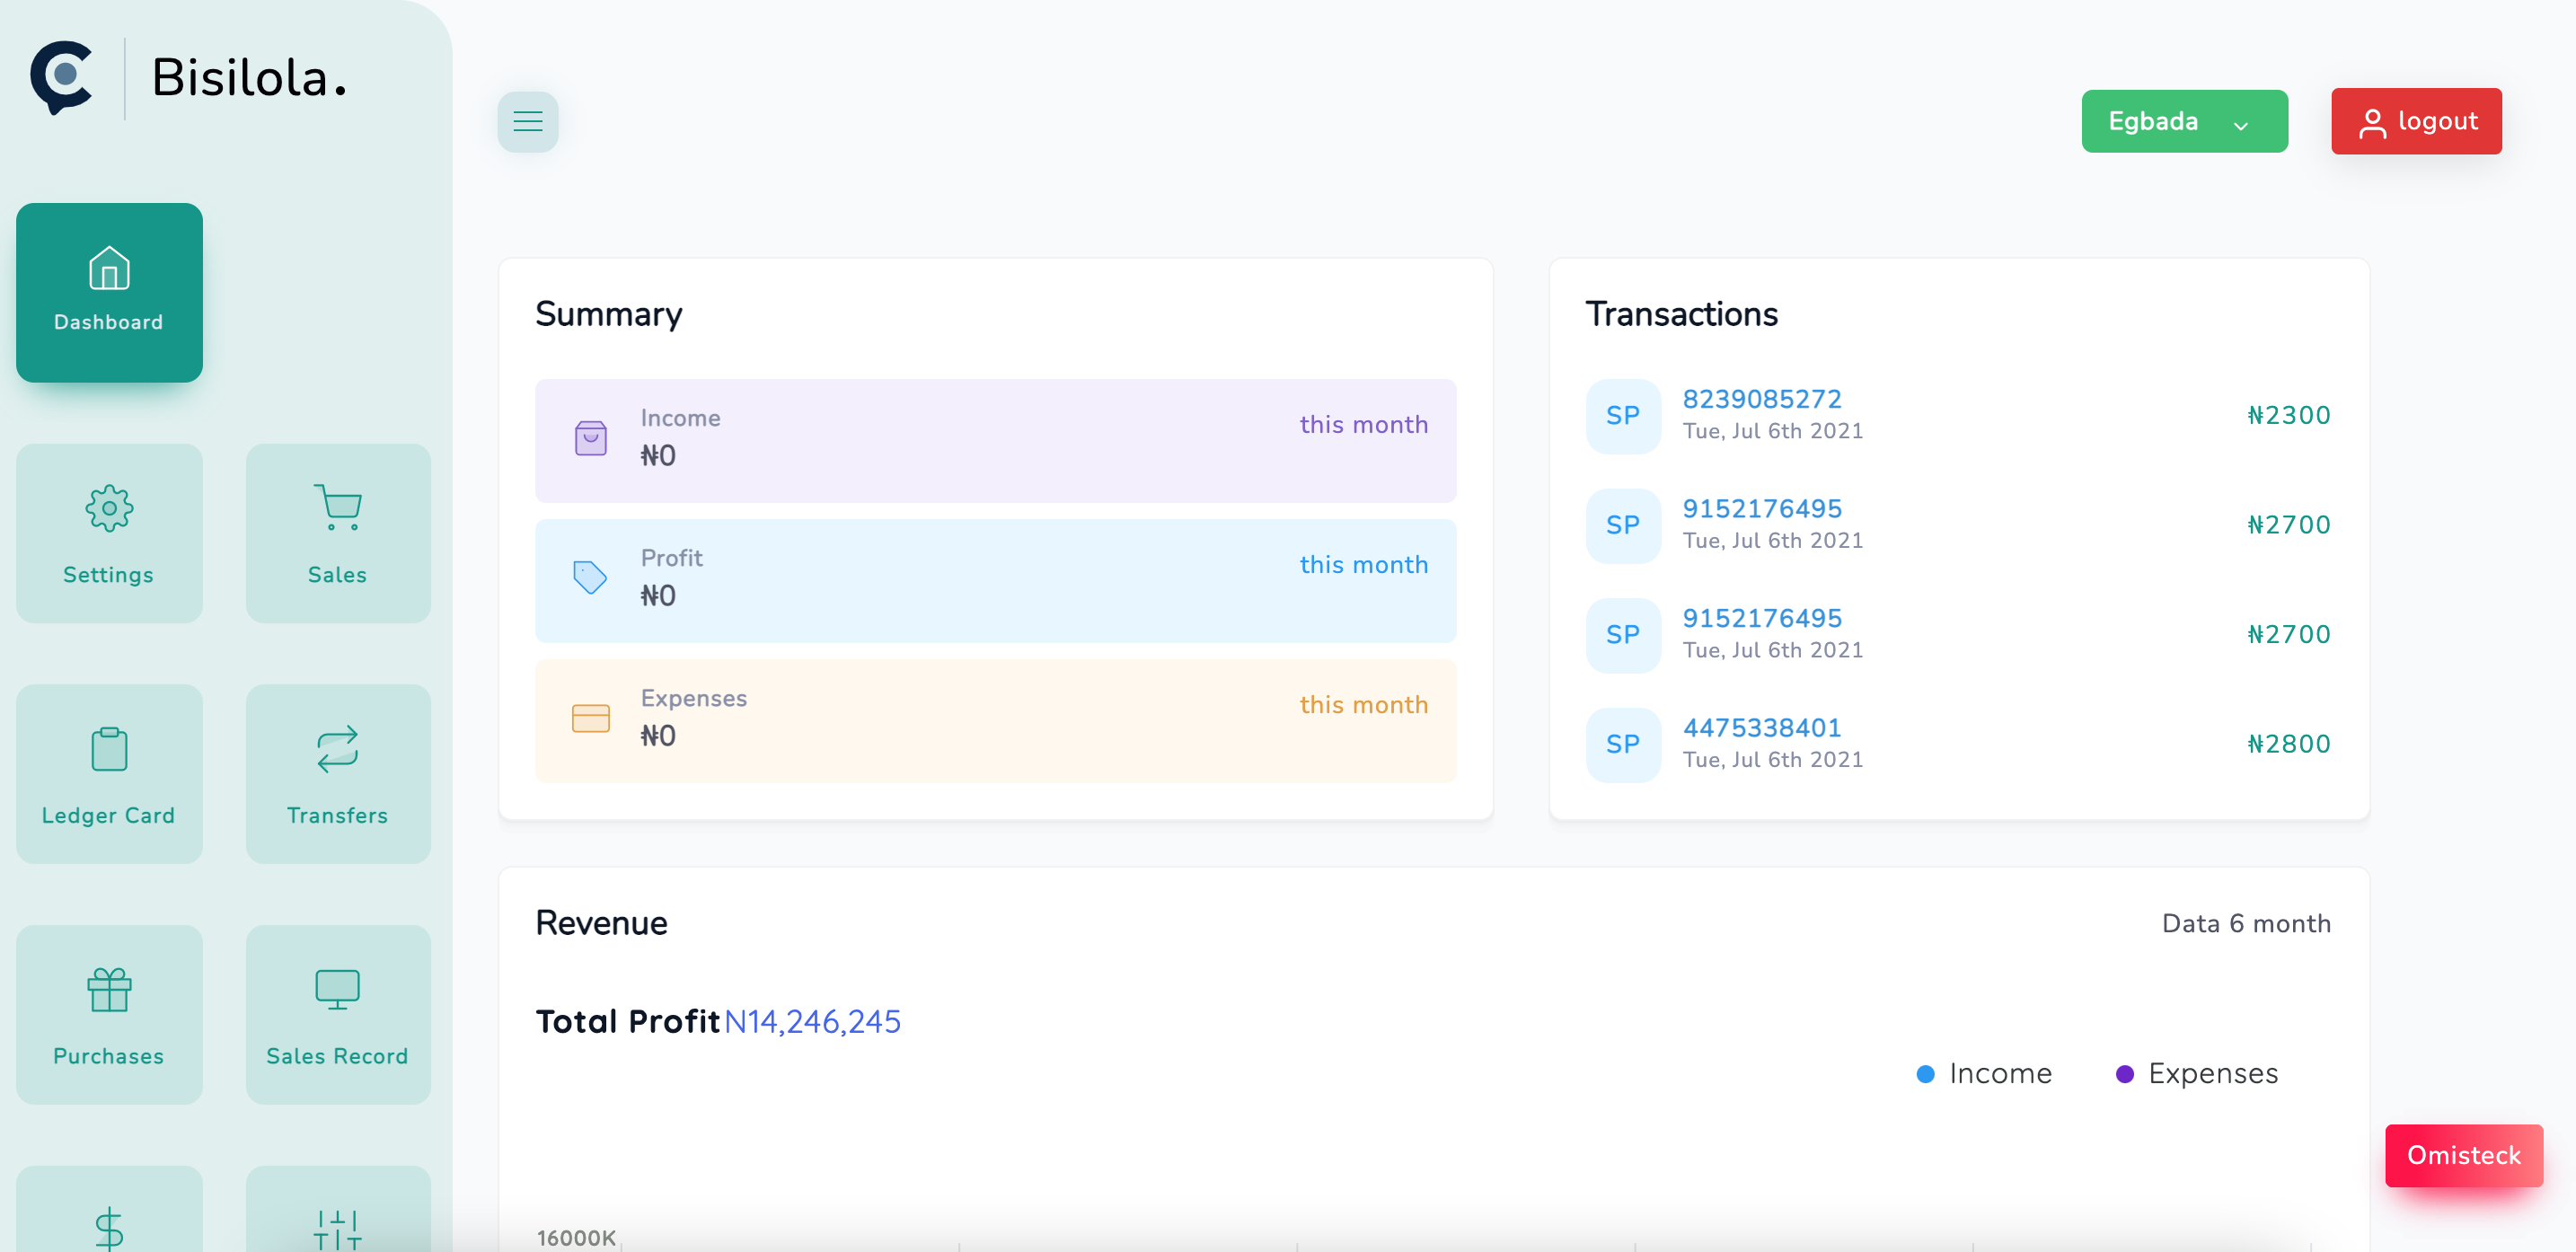 Bisilola.
Egbada
logout
Dashboard
Settings
Sales
Ledger Card
Transfers
Purchases
Sales Record
Summary
Income
₦0
this month
Profit
₦0
this month
Expenses
₦0
this month
Transactions
SP
8239085272
Tue, Jul 6th 2021
₦2300
SP
9152176495
Tue, Jul 6th 2021
₦2700
SP
9152176495
Tue, Jul 6th 2021
₦2700
SP
4475338401
Tue, Jul 6th 2021
₦2800
Revenue
Data 6 month
Total Profit N14,246,245
Income
Expenses
16000K
Omisteck